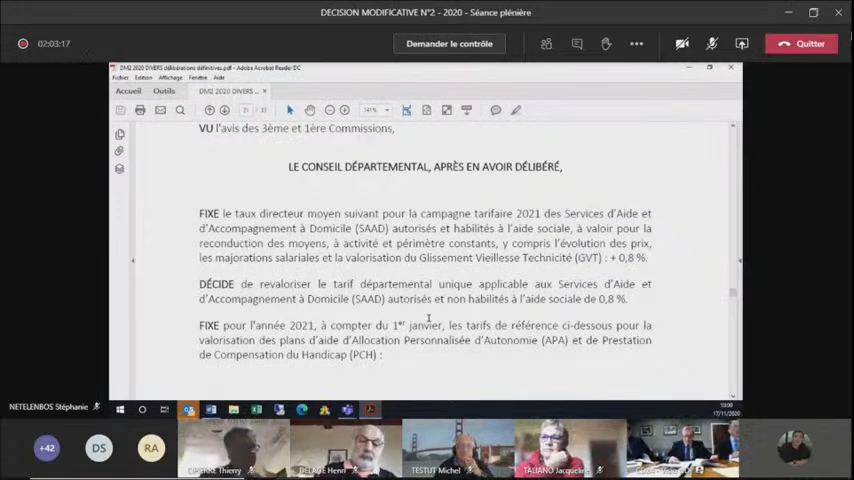 DECISION MODIFICATIVE N°2 - 2020 - Séance plénière
02:03:17
Demander le contrôle
Quitter
DM2 2020 DIVERS délibérations définitives.pdf - Adobe Acrobat Reader DC
Fichier Edition Affichage Fenêtre Aide
Accueil Outils DM2 2020 DIVERS ...
141%
VU l'avis des 3ème et 1ère Commissions,
LE CONSEIL DÉPARTEMENTAL, APRÈS EN AVOIR DÉLIBÉRÉ,
FIXE le taux directeur moyen suivant pour la campagne tarifaire 2021 des Services d'Aide et
d'Accompagnement à Domicile (SAAD) autorisés et habilités à l'aide sociale, à valoir pour la
reconduction des moyens, à activité et périmètre constants, y compris l'évolution des prix,
les majorations salariales et la valorisation du Glissement Vieillesse Technicité (GVT) : + 0,8 %.
DÉCIDE de revaloriser le tarif départemental unique applicable aux Services d'Aide et
d'Accompagnement à Domicile (SAAD) autorisés et non habilités à l'aide sociale de 0,8 %.
FIXE pour l'année 2021, à compter du 1er janvier, les tarifs de référence ci-dessous pour la
valorisation des plans d'aide d'Allocation Personnalisée d'Autonomie (APA) et de Prestation
de Compensation du Handicap (PCH) :
NETELENBOS Stéphanie
17/11/2020
+42 DS RA
DELAGE Henri
TESTUT Michel
TALIANO Jacqueline